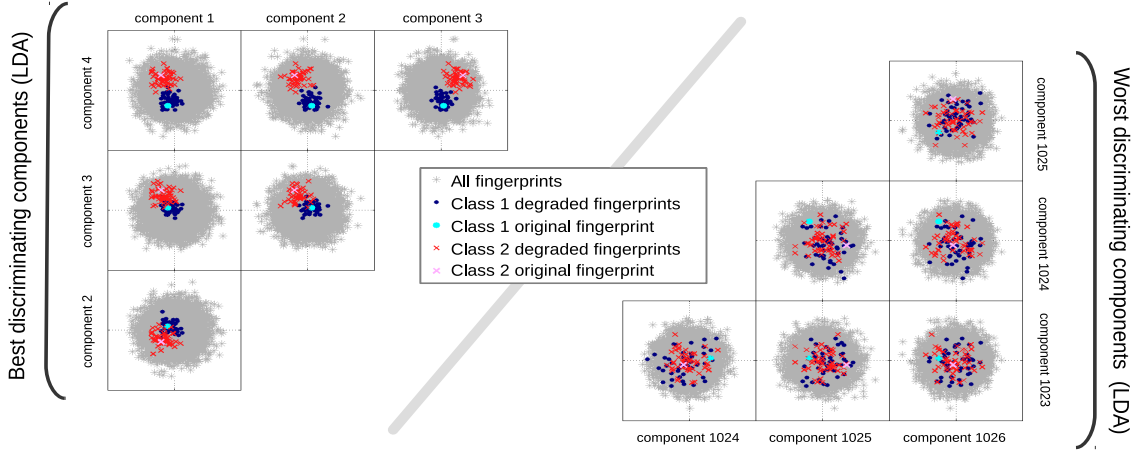 component 1
component 2
component 3
Best discriminating components (LDA)
component 4
component 3
component 2
All fingerprints
Class 1 degraded fingerprints
Class 1 original fingerprint
Class 2 degraded fingerprints
Class 2 original fingerprint
component 1025
component 1024
component 1023
Worst discriminating components (LDA)
component 1024
component 1025
component 1026